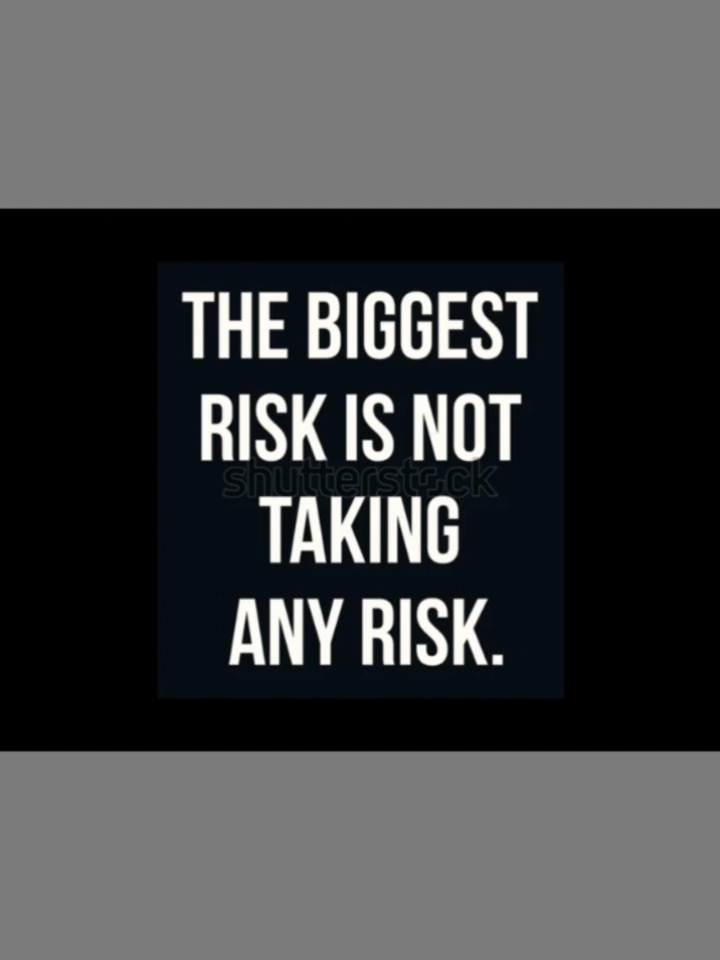 THE BIGGEST
RISK IS NOT
shutterstock
TAKING
ANY RISK.